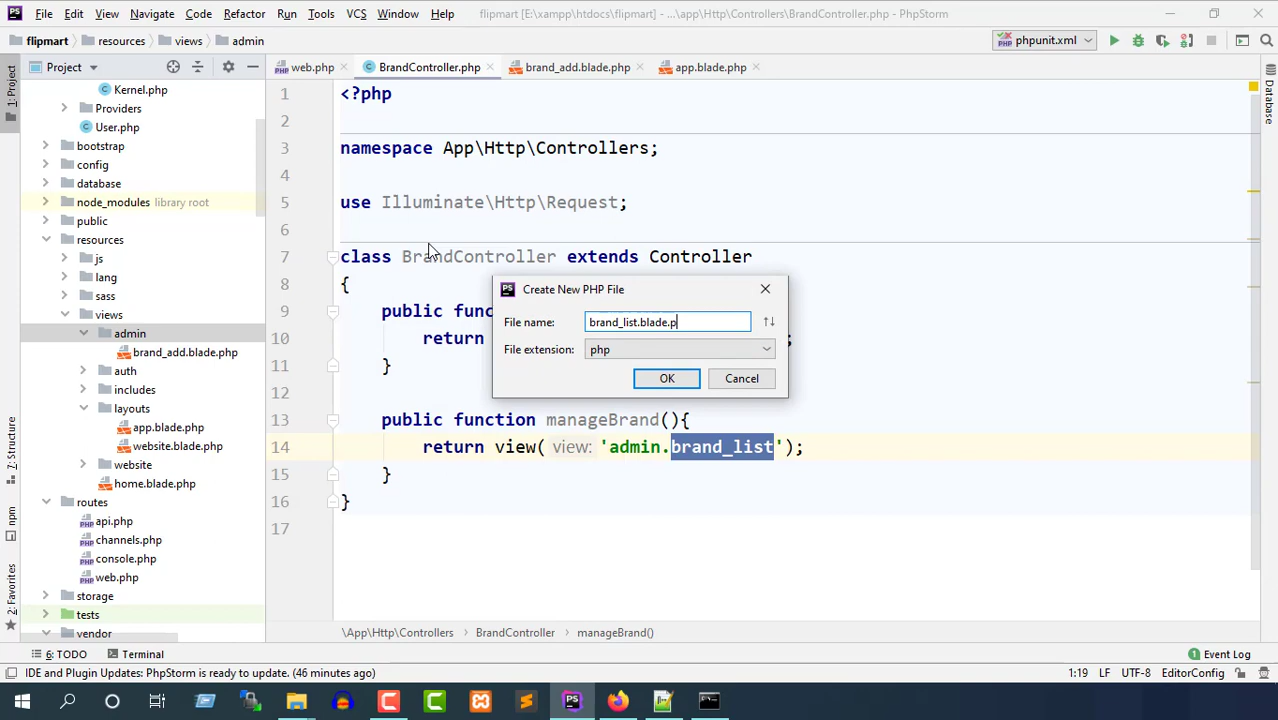 File Edit View Navigate Code Refactor Run Tools VCS Window Help flipmart [E:\xampp\htdocs\flipmart] - ...\app\Http\Controllers\BrandController.php - PhpStorm
flipmart resources views admin phpunit.xml
Project web.php BrandController.php brand_add.blade.php app.blade.php
1: Project
Database
Kernel.php
Providers
User.php
bootstrap
config
database
node_modules library root
public
resources
js
lang
sass
views
admin
brand_add.blade.php
auth
includes
layouts
app.blade.php
website.blade.php
website
home.blade.php
routes
api.php
channels.php
console.php
web.php
storage
tests
vendor
Z: Structure
npm
2: Favorites
1 <?php
2
3 namespace App\Http\Controllers;
4
5 use Illuminate\Http\Request;
6
7 class BrandController extends Controller
8 {
9 public func
10 return ;
11 }
12
13 public function manageBrand(){
14 return view( view: 'admin.brand_list');
15 }
16 }
17
Create New PHP File
File name: brand_list.blade.p
File extension: php
OK Cancel
\App\Http\Controllers BrandController manageBrand()
6: TODO Terminal 1 Event Log
IDE and Plugin Updates: PhpStorm is ready to update. (46 minutes ago) 1:19 LF UTF-8 EditorConfig